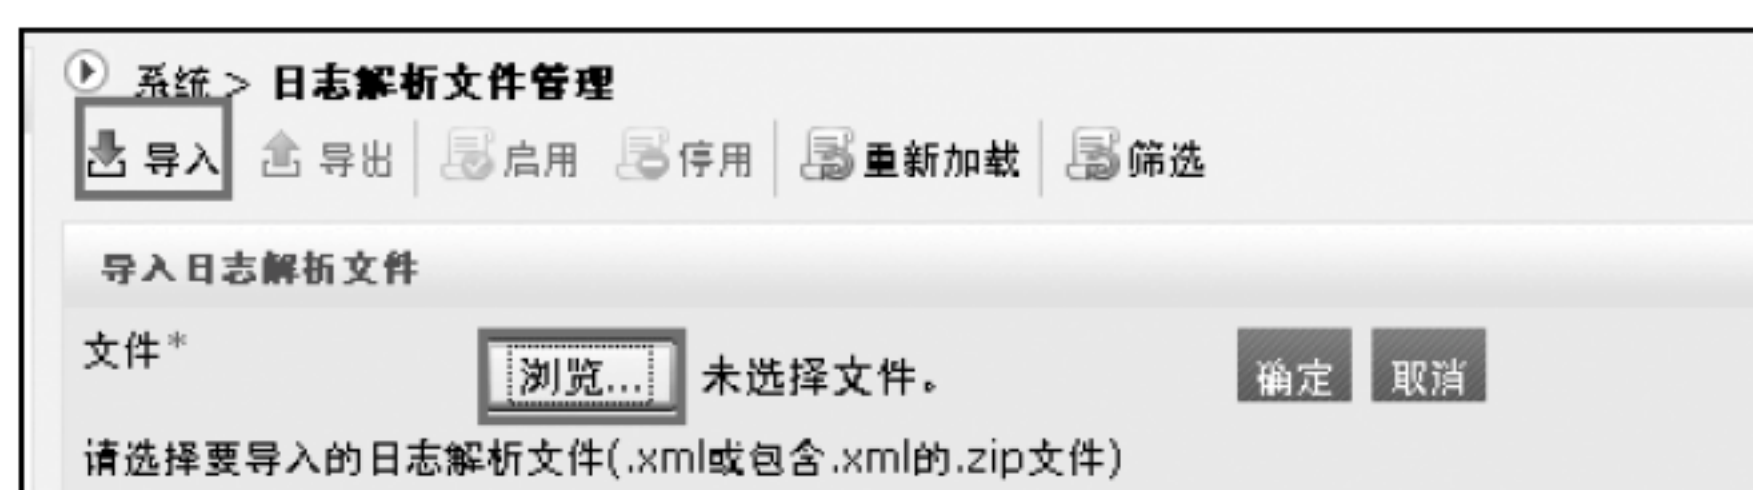 系统 > 日志解析文件管理
导入 导出 启用 停用 重新加载 筛选
导入日志解析文件
文件* 浏览... 未选择文件。 确定 取消
请选择要导入的日志解析文件(.xml或包含.xml的.zip文件)